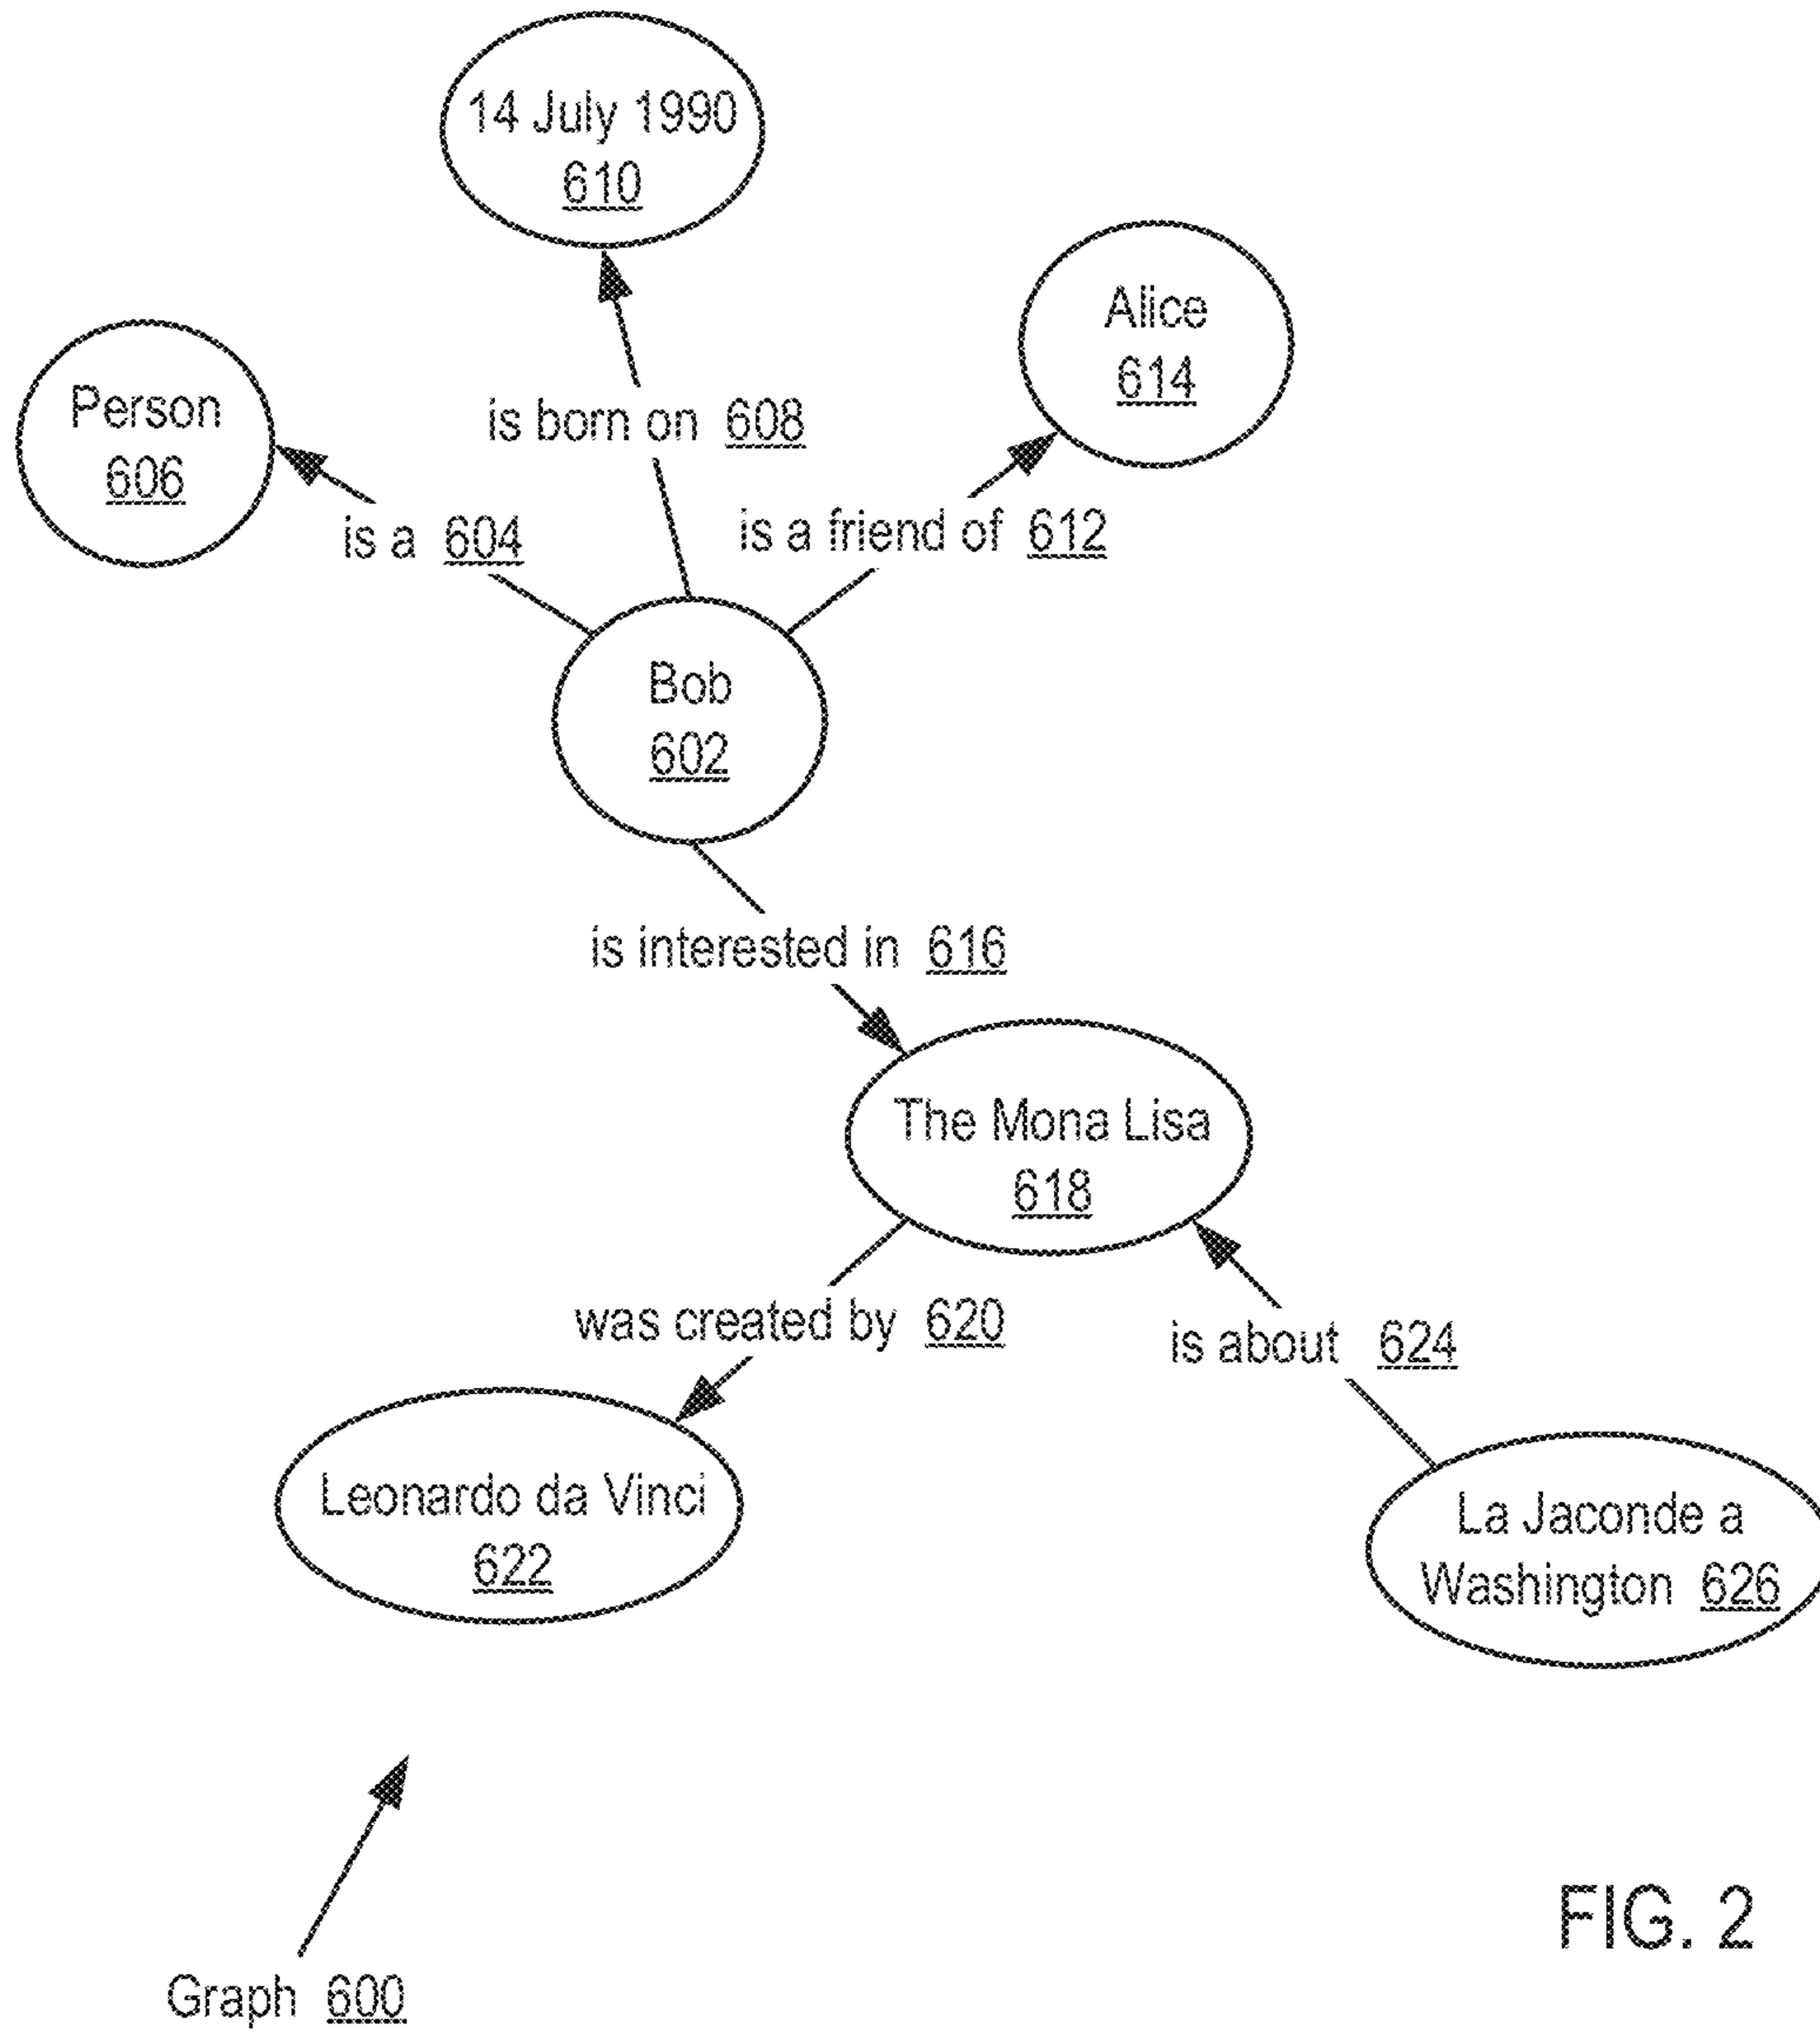 14 July 1990
610
Alice
614
Person
606
is born on 608
is a 604
is a friend of 612
Bob
602
is interested in 616
The Mona Lisa
618
was created by 620
is about 624
Leonardo da Vinci
622
La Jaconde a
Washington 626
Graph 600
FIG. 2